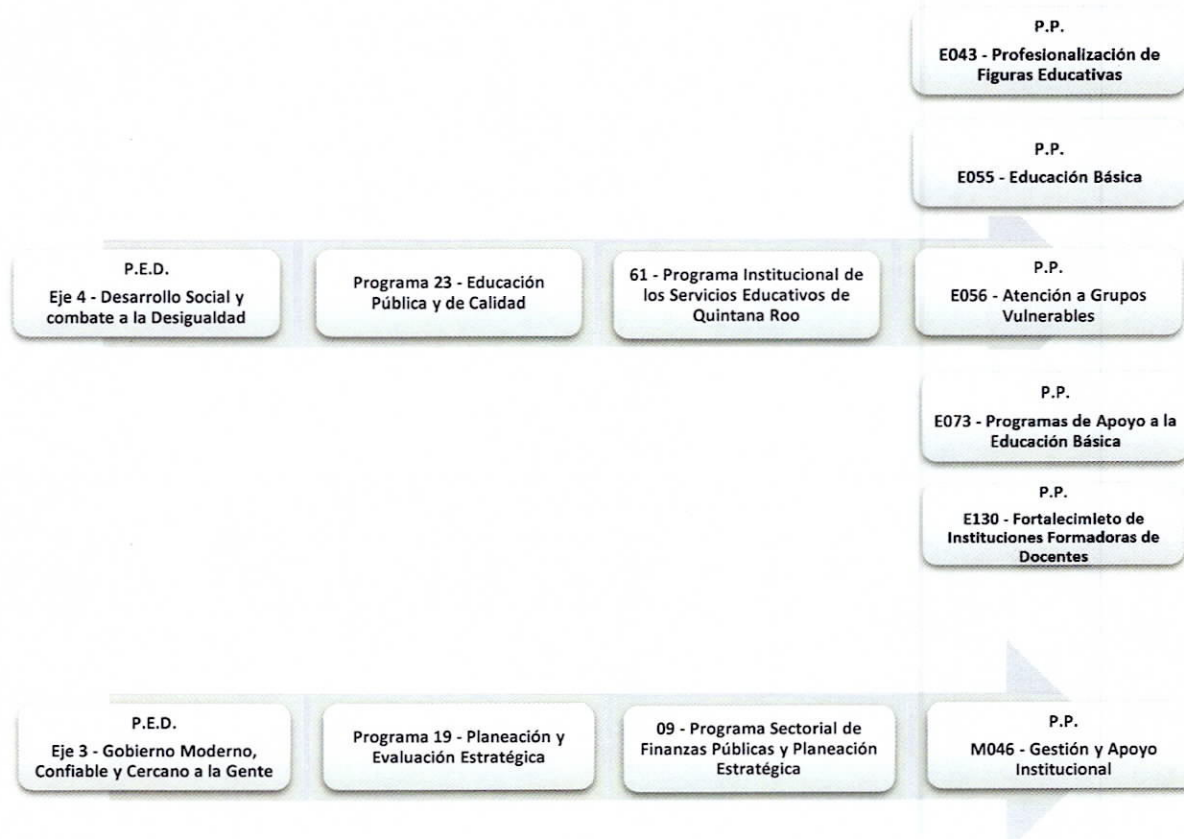 P.P.
E043 - Profesionalización de
Figuras Educativas
P.P.
E055 - Educación Básica
P.E.D.
Eje 4 - Desarrollo Social y
combate a la Desigualdad
Programa 23 - Educación
Pública y de Calidad
61 - Programa Institucional de
los Servicios Educativos de
Quintana Roo
P.P.
E056 - Atención a Grupos
Vulnerables
P.P.
E073 - Programas de Apoyo a la
Educación Básica
P.P.
E130 - Fortalecimleto de
Instituciones Formadoras de
Docentes
P.E.D.
Eje 3 - Gobierno Moderno,
Confiable y Cercano a la Gente
Programa 19 - Planeación y
Evaluación Estratégica
09 - Programa Sectorial de
Finanzas Públicas y Planeación
Estratégica
P.P.
M046 - Gestión y Apoyo
Institucional